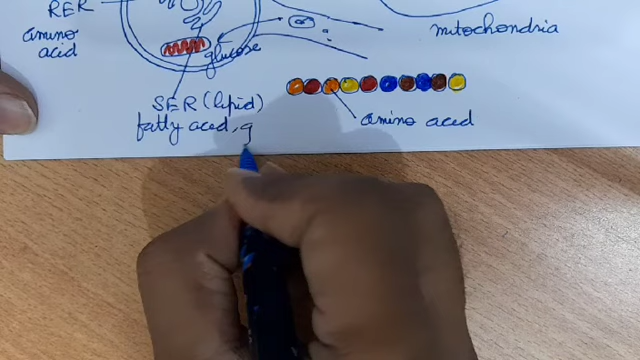 RER
amino
acid
mitochondria
glucose
SER (lipid)
fatty acid, g
amino acid